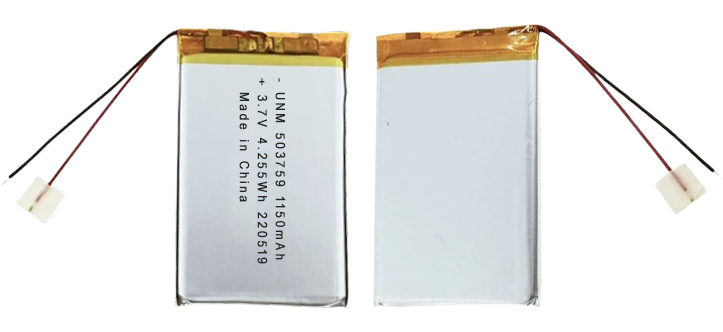 - UNM 503759 1150mAh
+ 3.7V 4.255Wh 220519
Made in China